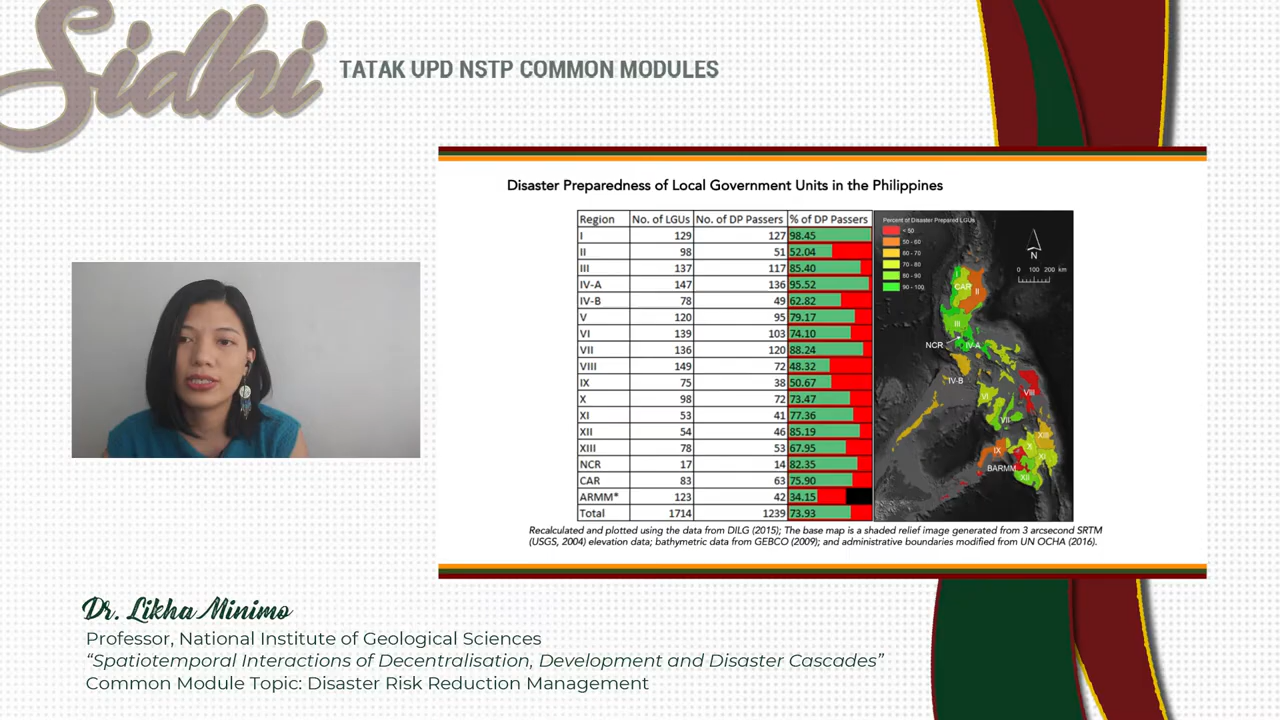 Sidhi
TATAK UPD NSTP COMMON MODULES
Disaster Preparedness of Local Government Units in the Philippines
Region No. of LGUs No. of DP Passers % of DP Passers
I 129 127 98.45
II 98 51 52.04
III 137 117 85.40
IV-A 147 136 95.52
IV-B 78 49 62.82
V 120 95 79.17
VI 139 103 74.10
VII 136 120 88.24
VIII 149 72 48.32
IX 75 38 50.67
X 98 72 73.47
XI 53 41 77.36
XII 54 46 85.19
XIII 78 53 67.95
NCR 17 14 82.35
CAR 83 63 75.90
ARMM* 123 42 34.15
Total 1714 1239 73.93
Percent of Disaster Prepared LGUs
< 50
50 - 60
60 - 70
70 - 80
80 - 90
90 - 100
N
0 100 200 km
CAR
II
III
NCR
IV-A
IV-B
VI
VIII
VII
XIII
IX
X
XI
BARMM
XII
Recalculated and plotted using the data from DILG (2015); The base map is a shaded relief image generated from 3 arcsecond SRTM
(USGS, 2004) elevation data; bathymetric data from GEBCO (2009); and administrative boundaries modified from UN OCHA (2016).
Dr. Likha Minimo
Professor, National Institute of Geological Sciences
“Spatiotemporal Interactions of Decentralisation, Development and Disaster Cascades”
Common Module Topic: Disaster Risk Reduction Management